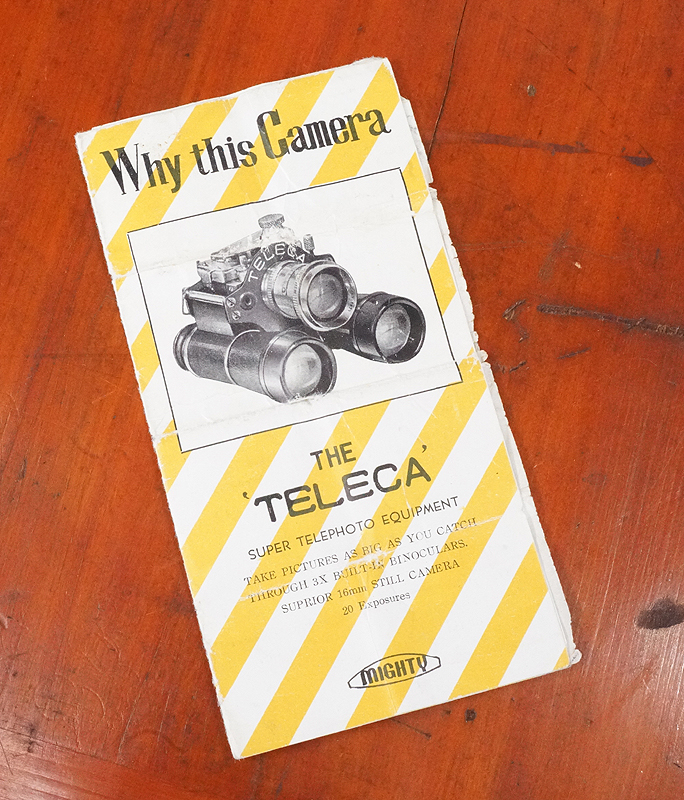 Why this Camera
TELECA
THE
'TELECA'
SUPER TELEPHOTO EQUIPMENT
TAKE PICTURES AS BIG AS YOU CATCH
THROUGH 3X BUILT-IN BINOCULARS.
SUPRIOR 16mm STILL CAMERA
20 Exposures
MIGHTY